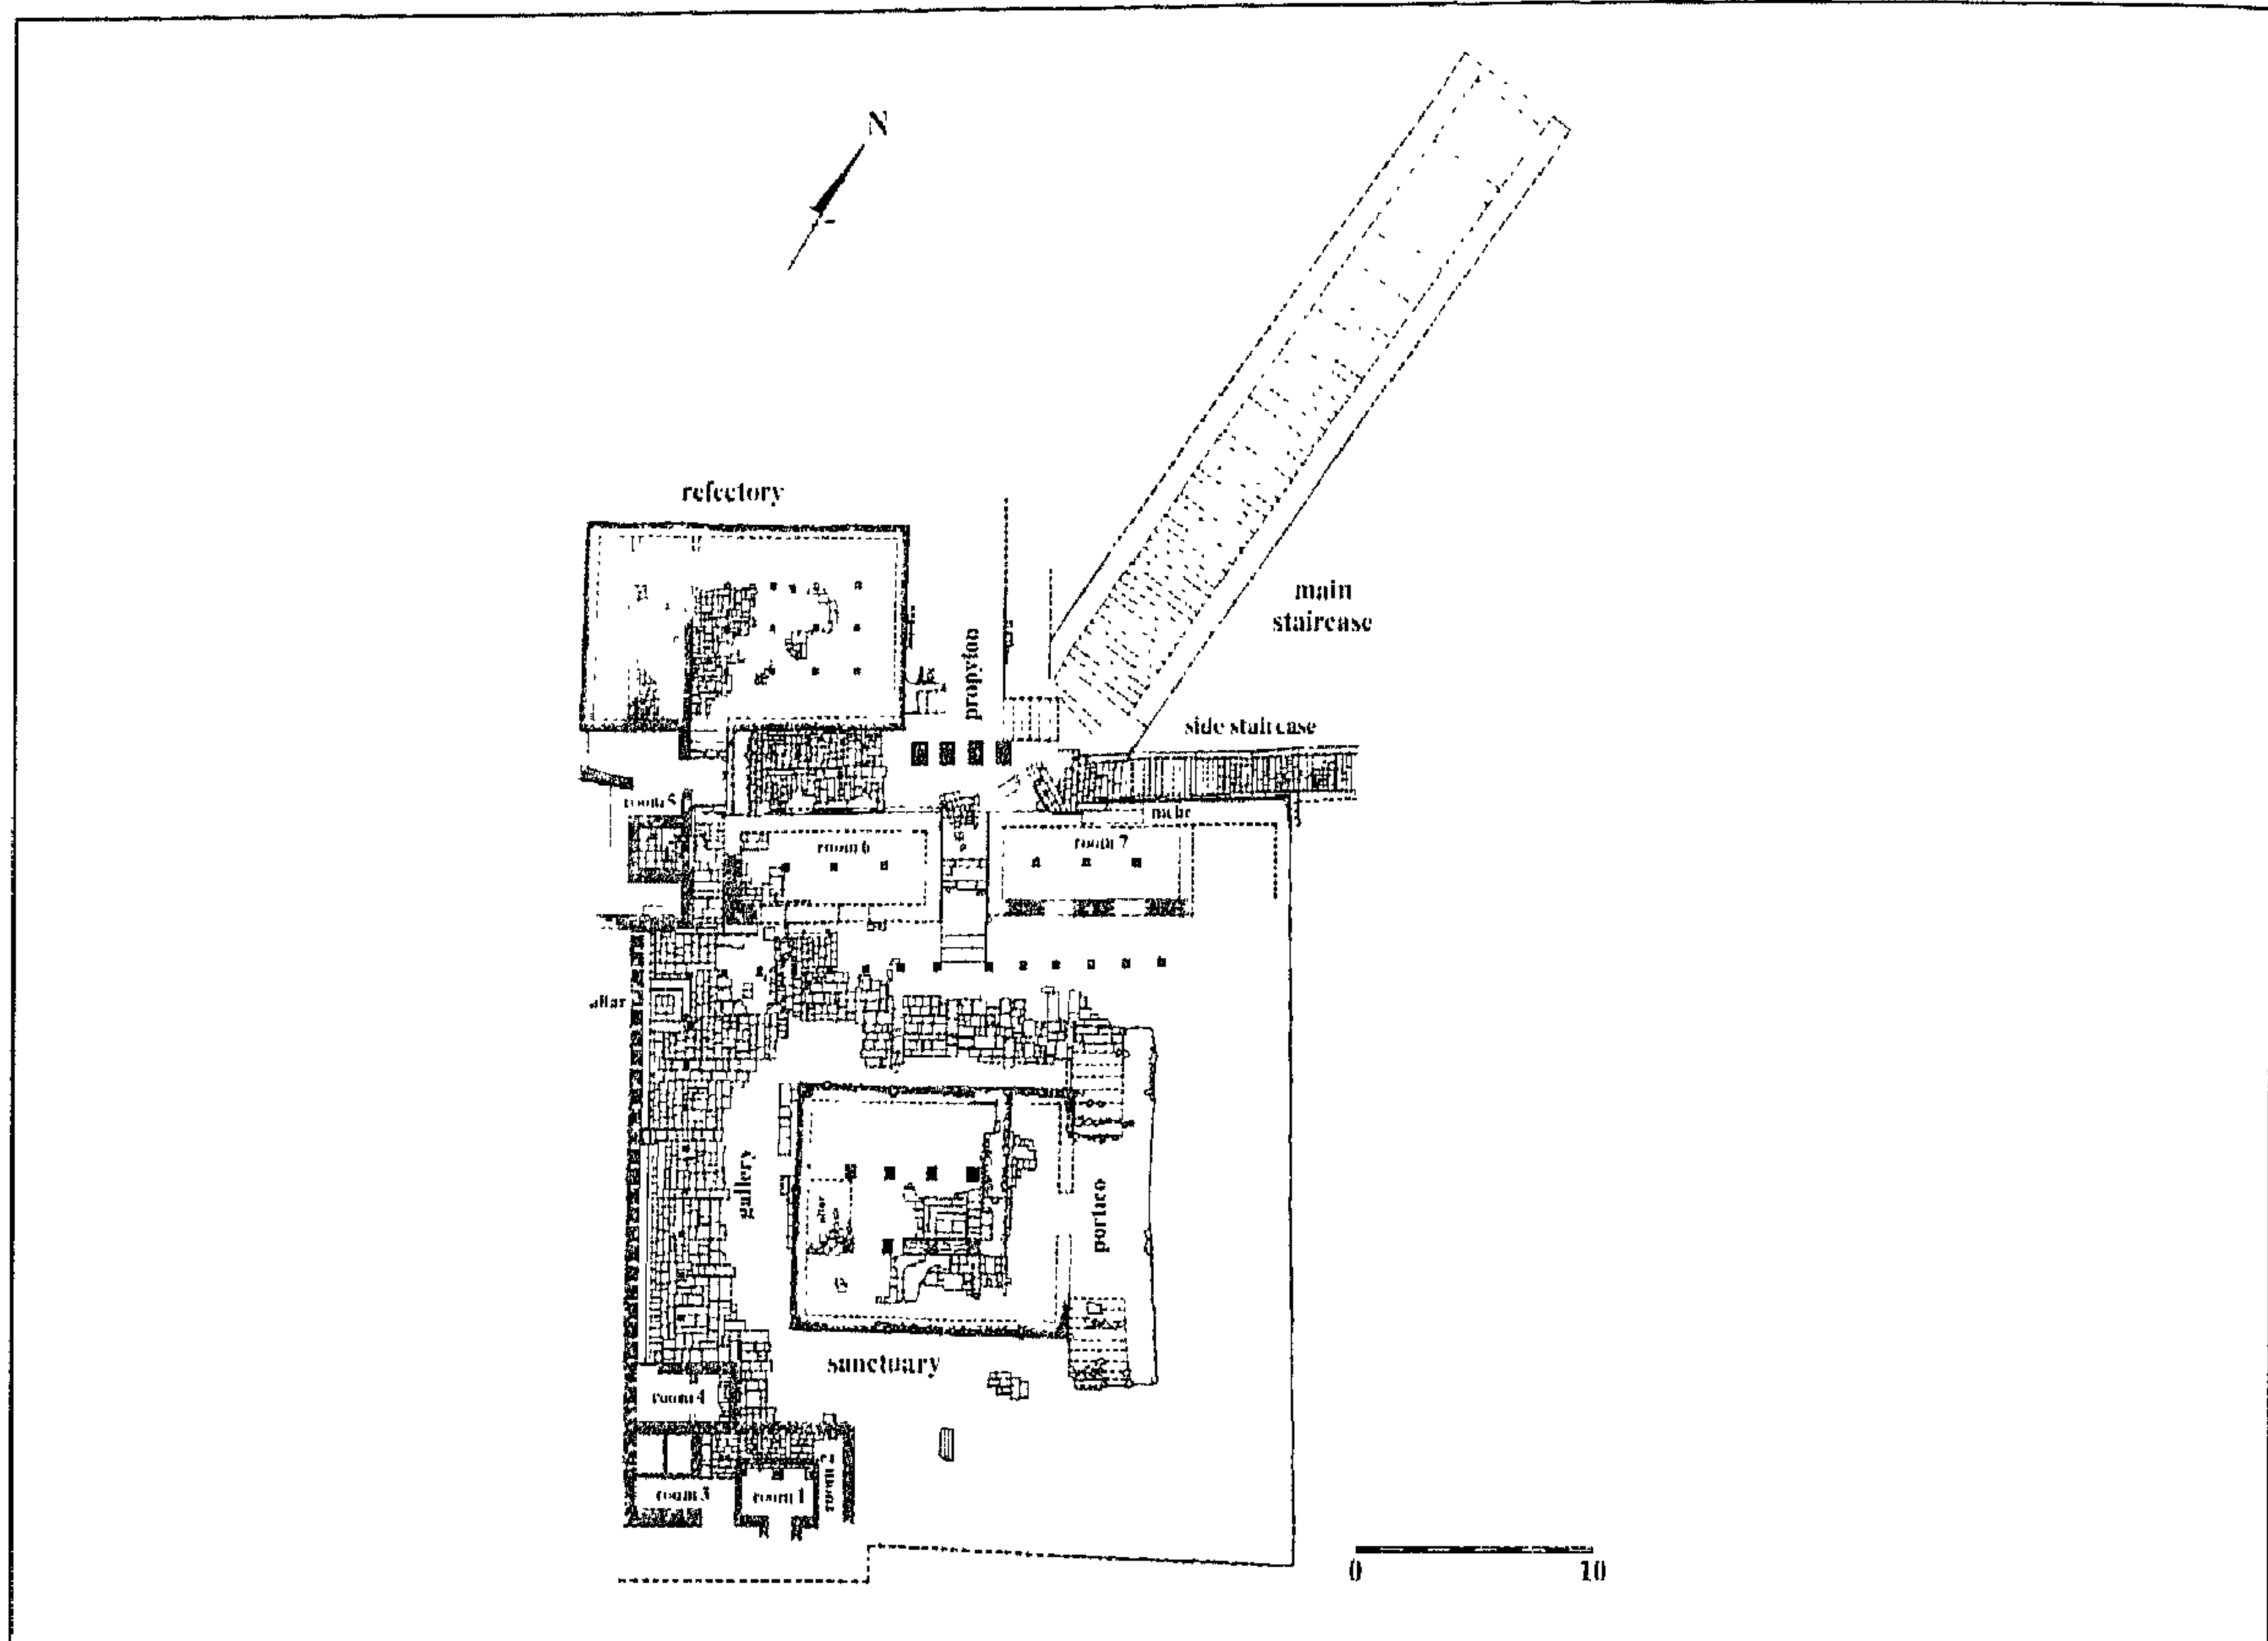 N
refectory
main
staircase
propylon
side staircase
room 5
room 6
room 7
altar
gallery
altar
portico
sanctuary
room 4
room 3
room 1
room 2
0
10